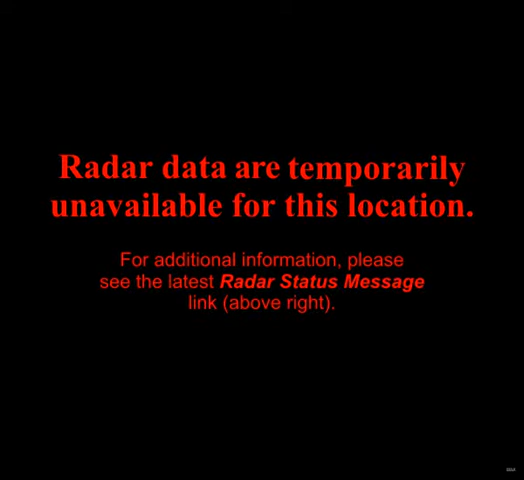 Radar data are temporarily
unavailable for this location.
For additional information, please
see the latest Radar Status Message
link (above right).